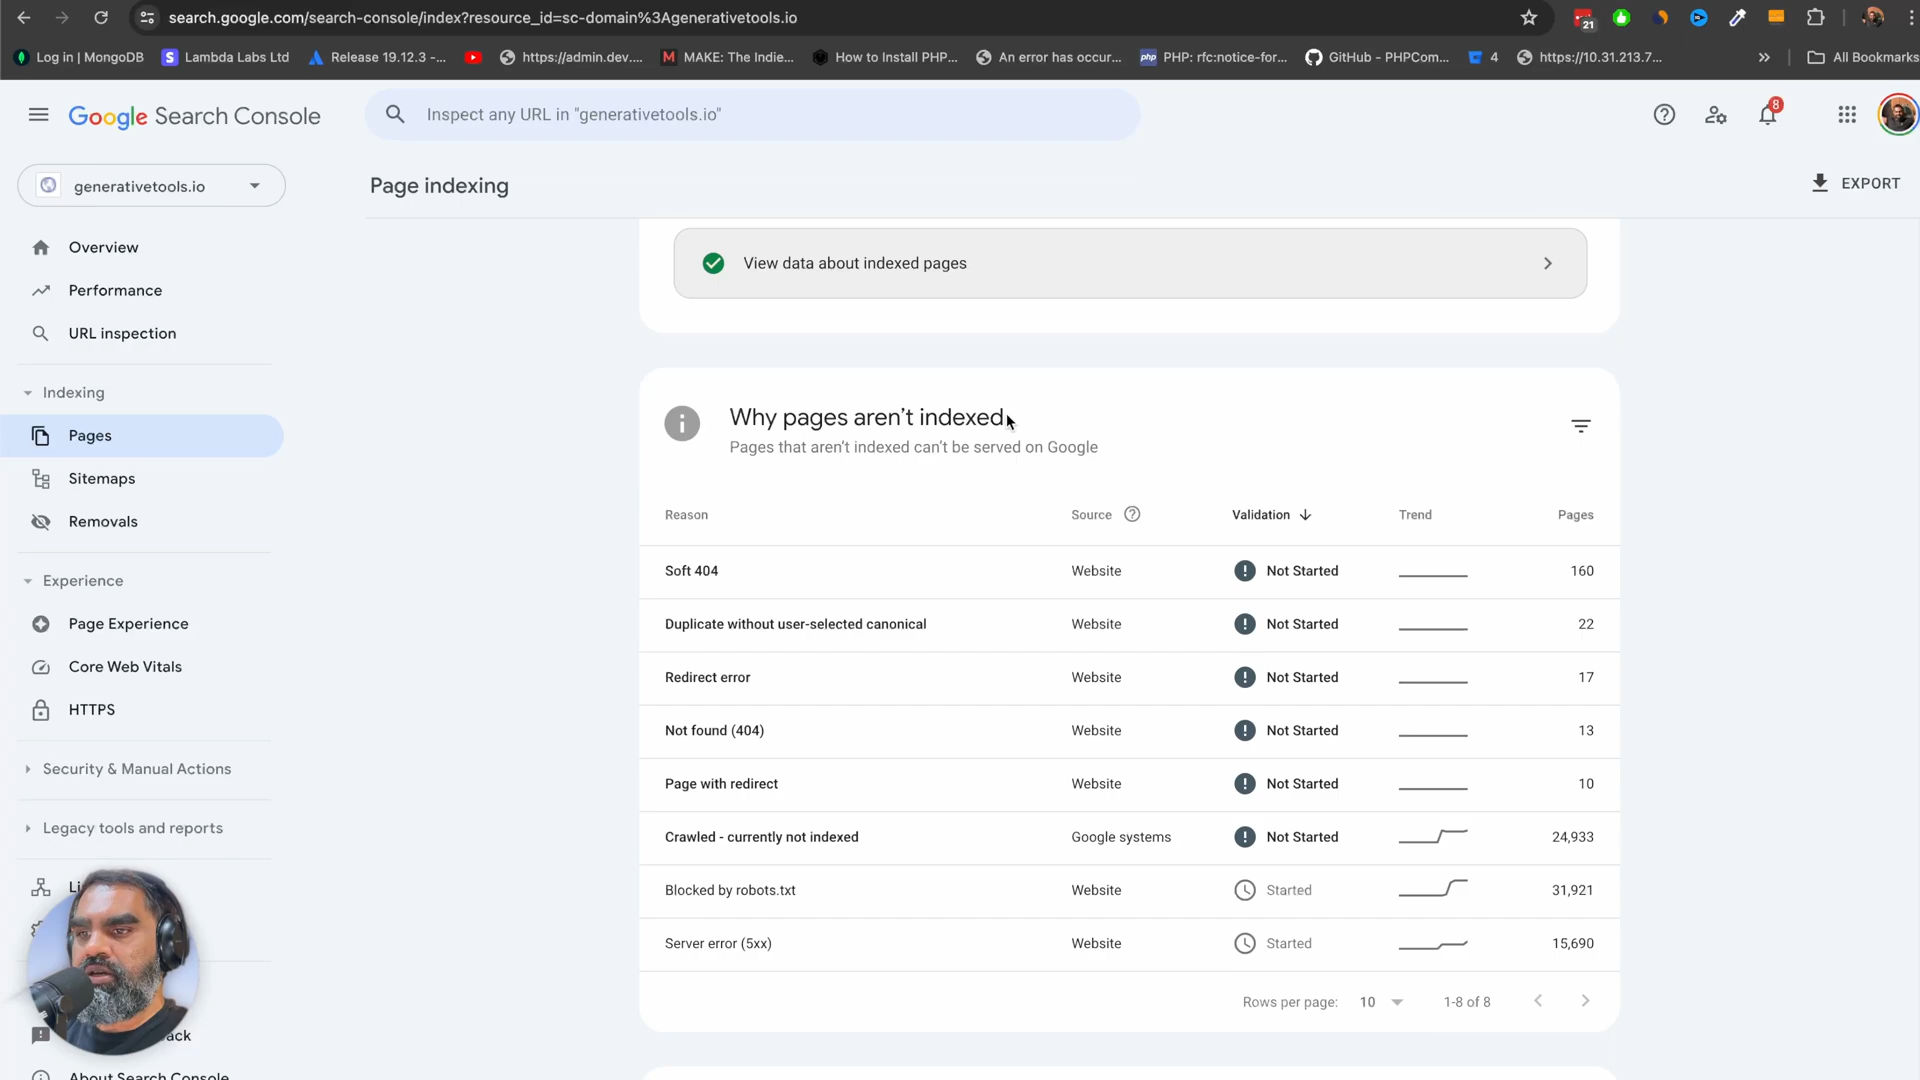 search.google.com/search-console/index?resource_id=sc-domain%3Agenerativetools.io
21
Log in | MongoDB
Lambda Labs Ltd
Release 19.12.3 -...
https://admin.dev....
MAKE: The Indie...
How to Install PHP...
An error has occur...
php PHP: rfc:notice-for...
GitHub - PHPCom...
4
https://10.31.213.7...
All Bookmarks
Google Search Console
Inspect any URL in "generativetools.io"
8
generativetools.io
Page indexing
EXPORT
Overview
Performance
URL inspection
Indexing
Pages
Sitemaps
Removals
Experience
Page Experience
Core Web Vitals
HTTPS
Security & Manual Actions
Legacy tools and reports
Li
ack
About Search Console
View data about indexed pages
Why pages aren't indexed
Pages that aren't indexed can't be served on Google
Reason Source Validation Trend Pages
Soft 404 Website Not Started 160
Duplicate without user-selected canonical Website Not Started 22
Redirect error Website Not Started 17
Not found (404) Website Not Started 13
Page with redirect Website Not Started 10
Crawled - currently not indexed Google systems Not Started 24,933
Blocked by robots.txt Website Started 31,921
Server error (5xx) Website Started 15,690
Rows per page: 10 1-8 of 8